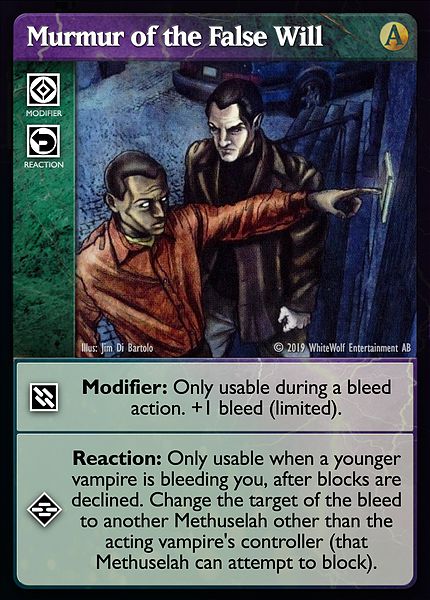 Murmur of the False Will
A
MODIFIER
REACTION
Illus: Jim Di Bartolo
© 2019 WhiteWolf Entertainment AB
Modifier: Only usable during a bleed
action. +1 bleed (limited).
Reaction: Only usable when a younger
vampire is bleeding you, after blocks are
declined. Change the target of the bleed
to another Methuselah other than the
acting vampire's controller (that
Methuselah can attempt to block).